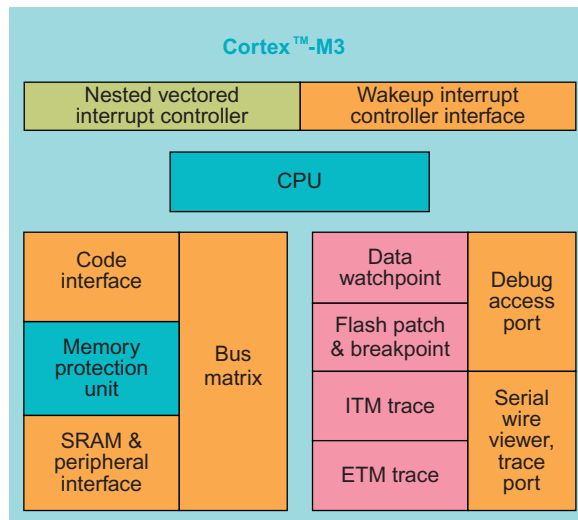 Cortex™-M3
Nested vectored
interrupt controller
Wakeup interrupt
controller interface
CPU
Code
interface
Memory
protection
unit
SRAM &
peripheral
interface
Bus
matrix
Data
watchpoint
Flash patch
& breakpoint
ITM trace
ETM trace
Debug
access
port
Serial
wire
viewer,
trace
port